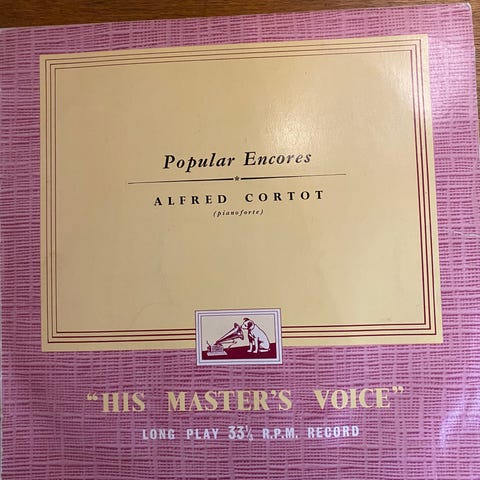 Popular Encores
ALFRED CORTOT
(pianoforte)
"HIS MASTER'S VOICE"
LONG PLAY 33⅓ R.P.M. RECORD